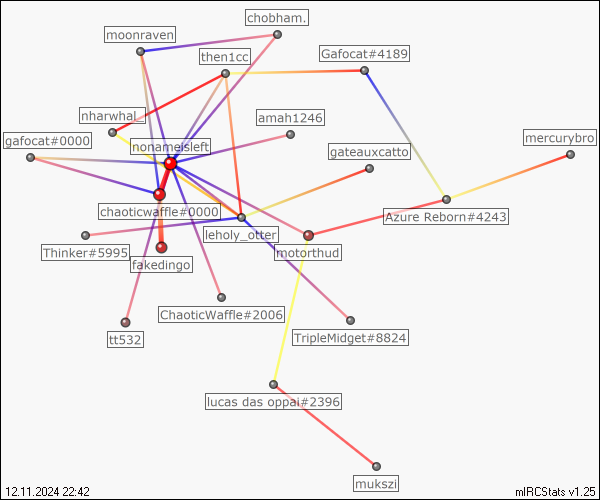 chobham.
moonraven
then1cc
Gafocat#4189
nharwhal_
amah1246
mercurybro
gafocat#0000
nonameisleft
gateauxcatto
chaoticwaffle#0000
Azure Reborn#4243
leholy_otter
Thinker#5995
motorthud
fakedingo
ChaoticWaffle#2006
tt532
TripleMidget#8824
lucas das oppai#2396
mukszi
12.11.2024 22:42
mIRCStats v1.25